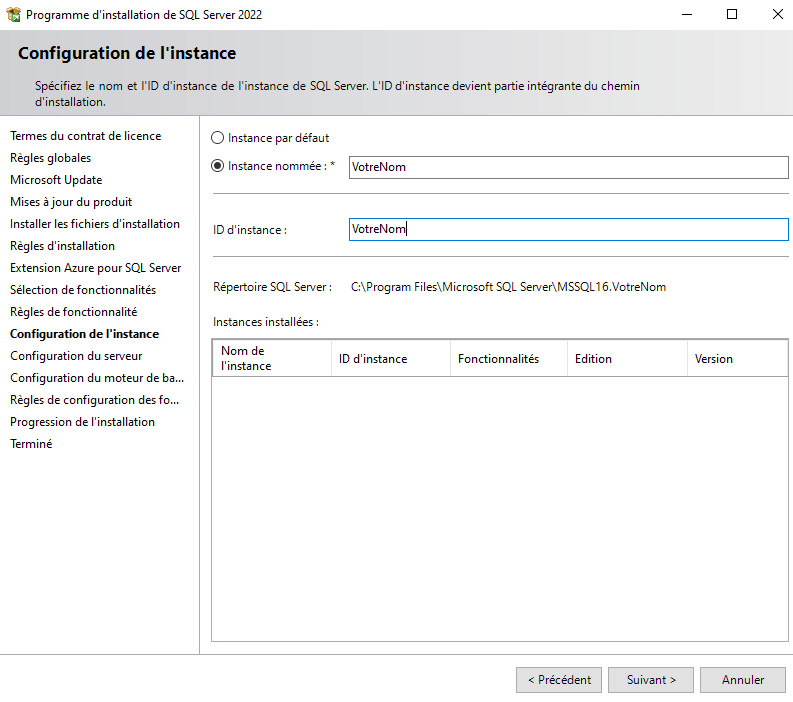 Programme d'installation de SQL Server 2022
Configuration de l'instance
Spécifiez le nom et l'ID d'instance de l'instance de SQL Server. L'ID d'instance devient partie intégrante du chemin
d'installation.
Termes du contrat de licence
Règles globales
Microsoft Update
Mises à jour du produit
Installer les fichiers d'installation
Règles d'installation
Extension Azure pour SQL Server
Sélection de fonctionnalités
Règles de fonctionnalité
Configuration de l'instance
Configuration du serveur
Configuration du moteur de ba...
Règles de configuration des fo...
Progression de l'installation
Terminé
Instance par défaut
Instance nommée : * VotreNom
ID d'instance : VotreNom
Répertoire SQL Server : C:\Program Files\Microsoft SQL Server\MSSQL16.VotreNom
Instances installées :
Nom de
l'instance
ID d'instance
Fonctionnalités
Edition
Version
< Précédent
Suivant >
Annuler